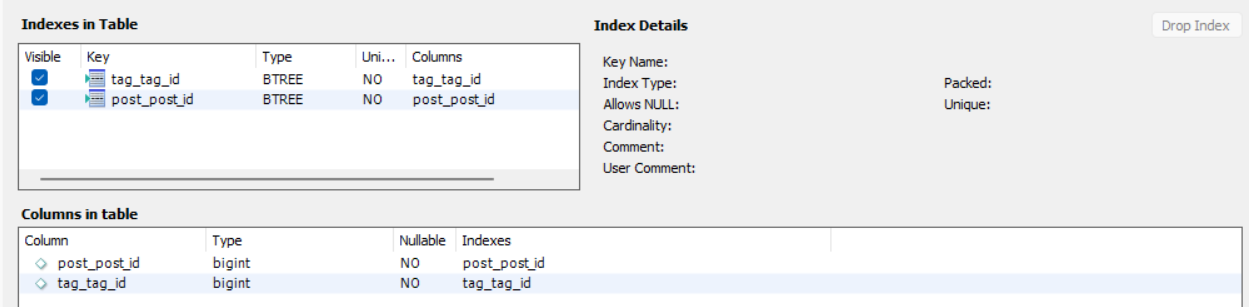 Indexes in Table
Visible Key Type Uni... Columns
tag_tag_id BTREE NO tag_tag_id
post_post_id BTREE NO post_post_id
Index Details
Drop Index
Key Name:
Index Type: Packed:
Allows NULL: Unique:
Cardinality:
Comment:
User Comment:
Columns in table
Column Type Nullable Indexes
post_post_id bigint NO post_post_id
tag_tag_id bigint NO tag_tag_id